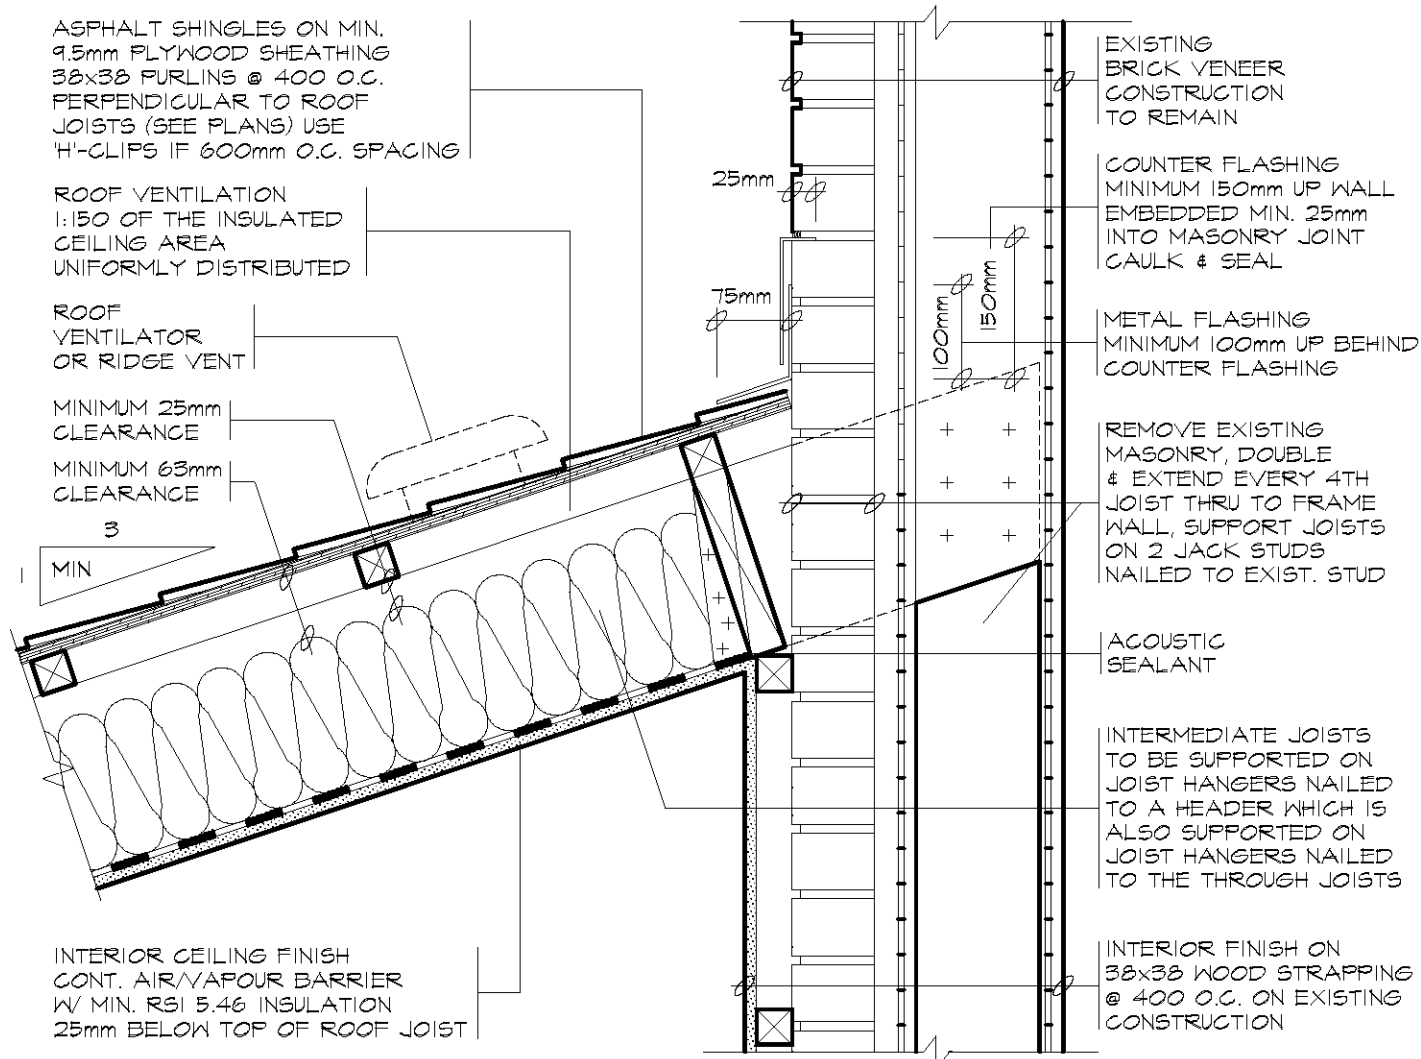 ASPHALT SHINGLES ON MIN.
9.5mm PLYWOOD SHEATHING
38x38 PURLINS @ 400 O.C.
PERPENDICULAR TO ROOF
JOISTS (SEE PLANS) USE
'H'-CLIPS IF 600mm O.C. SPACING
ROOF VENTILATION
1:150 OF THE INSULATED
CEILING AREA
UNIFORMLY DISTRIBUTED
ROOF
VENTILATOR
OR RIDGE VENT
MINIMUM 25mm
CLEARANCE
MINIMUM 63mm
CLEARANCE
3
1
MIN
INTERIOR CEILING FINISH
CONT. AIR/VAPOUR BARRIER
W/ MIN. RSI 5.46 INSULATION
25mm BELOW TOP OF ROOF JOIST
25mm
75mm
100mm
150mm
EXISTING
BRICK VENEER
CONSTRUCTION
TO REMAIN
COUNTER FLASHING
MINIMUM 150mm UP WALL
EMBEDDED MIN. 25mm
INTO MASONRY JOINT
CAULK & SEAL
METAL FLASHING
MINIMUM 100mm UP BEHIND
COUNTER FLASHING
REMOVE EXISTING
MASONRY, DOUBLE
& EXTEND EVERY 4TH
JOIST THRU TO FRAME
WALL, SUPPORT JOISTS
ON 2 JACK STUDS
NAILED TO EXIST. STUD
ACOUSTIC
SEALANT
INTERMEDIATE JOISTS
TO BE SUPPORTED ON
JOIST HANGERS NAILED
TO A HEADER WHICH IS
ALSO SUPPORTED ON
JOIST HANGERS NAILED
TO THE THROUGH JOISTS
INTERIOR FINISH ON
38x38 WOOD STRAPPING
@ 400 O.C. ON EXISTING
CONSTRUCTION